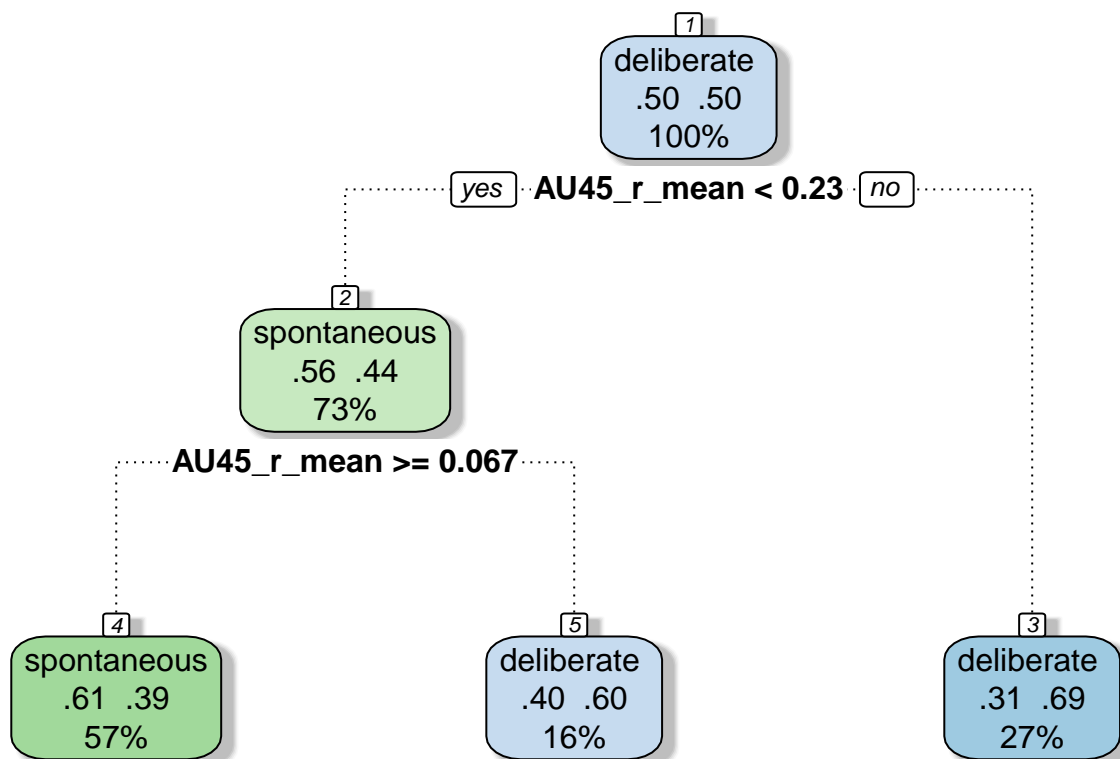 1
deliberate
.50 .50
100%
yes AU45_r_mean < 0.23 no
2
spontaneous
.56 .44
73%
AU45_r_mean >= 0.067
4
spontaneous
.61 .39
57%
5
deliberate
.40 .60
16%
3
deliberate
.31 .69
27%